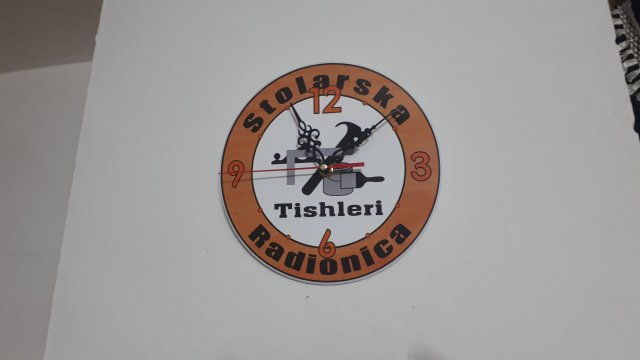 Stolarska
12
9
3
Tishleri
6
Radionica